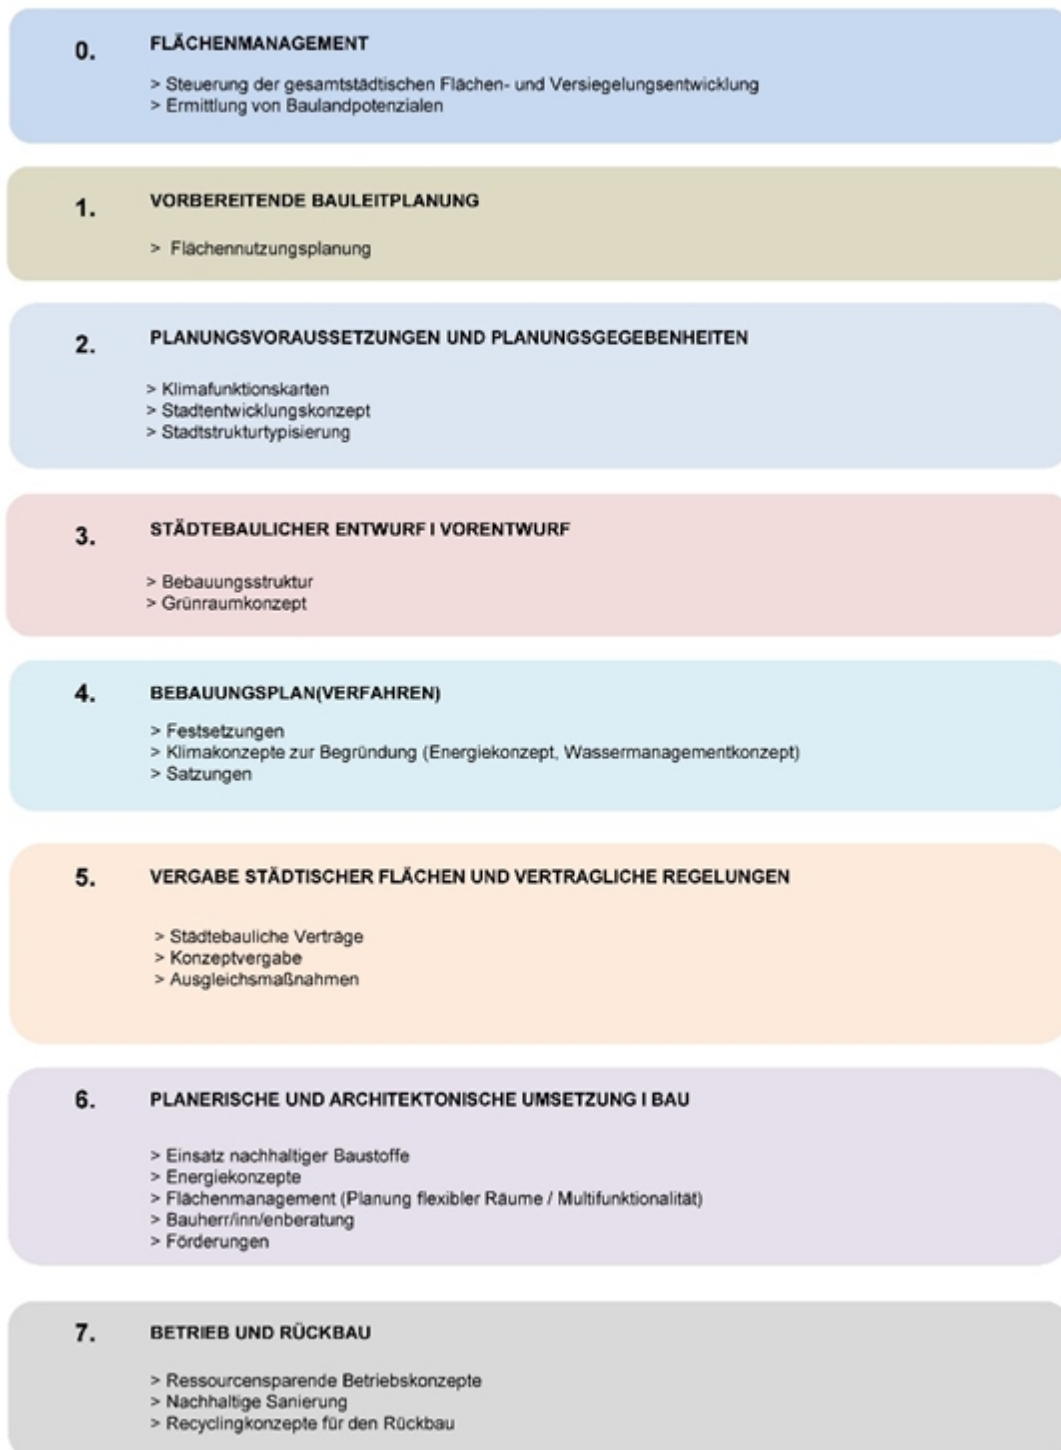 0. FLÄCHENMANAGEMENT
> Steuerung der gesamtstädtischen Flächen- und Versiegelungsentwicklung
> Ermittlung von Baulandpotenzialen
1. VORBEREITENDE BAULEITPLANUNG
> Flächennutzungsplanung
2. PLANUNGSVORAUSSETZUNGEN UND PLANUNGSGEGEBENHEITEN
> Klimafunktionskarten
> Stadtentwicklungskonzept
> Stadtstrukturtypisierung
3. STÄDTEBAULICHER ENTWURF I VORENTWURF
> Bebauungsstruktur
> Grünraumkonzept
4. BEBAUUNGSPLAN(VERFAHREN)
> Festsetzungen
> Klimakonzepte zur Begründung (Energiekonzept, Wassermanagementkonzept)
> Satzungen
5. VERGABE STÄDTISCHER FLÄCHEN UND VERTRAGLICHE REGELUNGEN
> Städtebauliche Verträge
> Konzeptvergabe
> Ausgleichsmaßnahmen
6. PLANERISCHE UND ARCHITEKTONISCHE UMSETZUNG I BAU
> Einsatz nachhaltiger Baustoffe
> Energiekonzepte
> Flächenmanagement (Planung flexibler Räume / Multifunktionalität)
> Bauherr/inn/enberatung
> Förderungen
7. BETRIEB UND RÜCKBAU
> Ressourcensparende Betriebskonzepte
> Nachhaltige Sanierung
> Recyclingkonzepte für den Rückbau